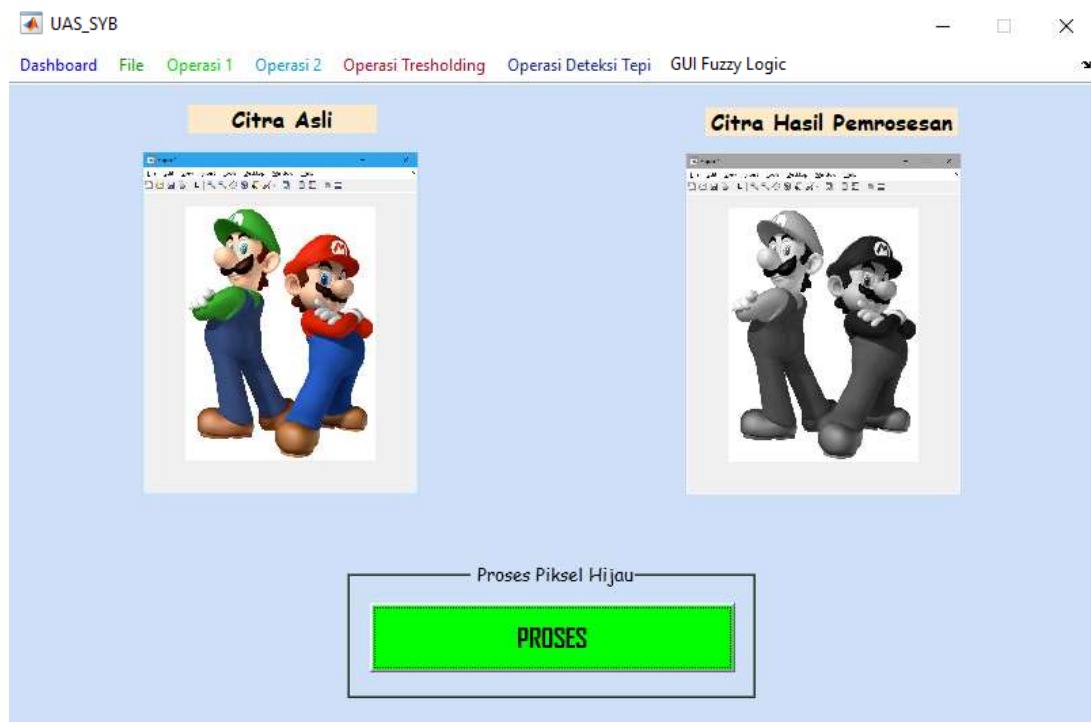 UAS_SYB
Dashboard File Operasi 1 Operasi 2 Operasi Tresholding Operasi Deteksi Tepi GUI Fuzzy Logic
Citra Asli
Citra Hasil Pemrosesan
M
M
Proses Piksel Hijau
PROSES